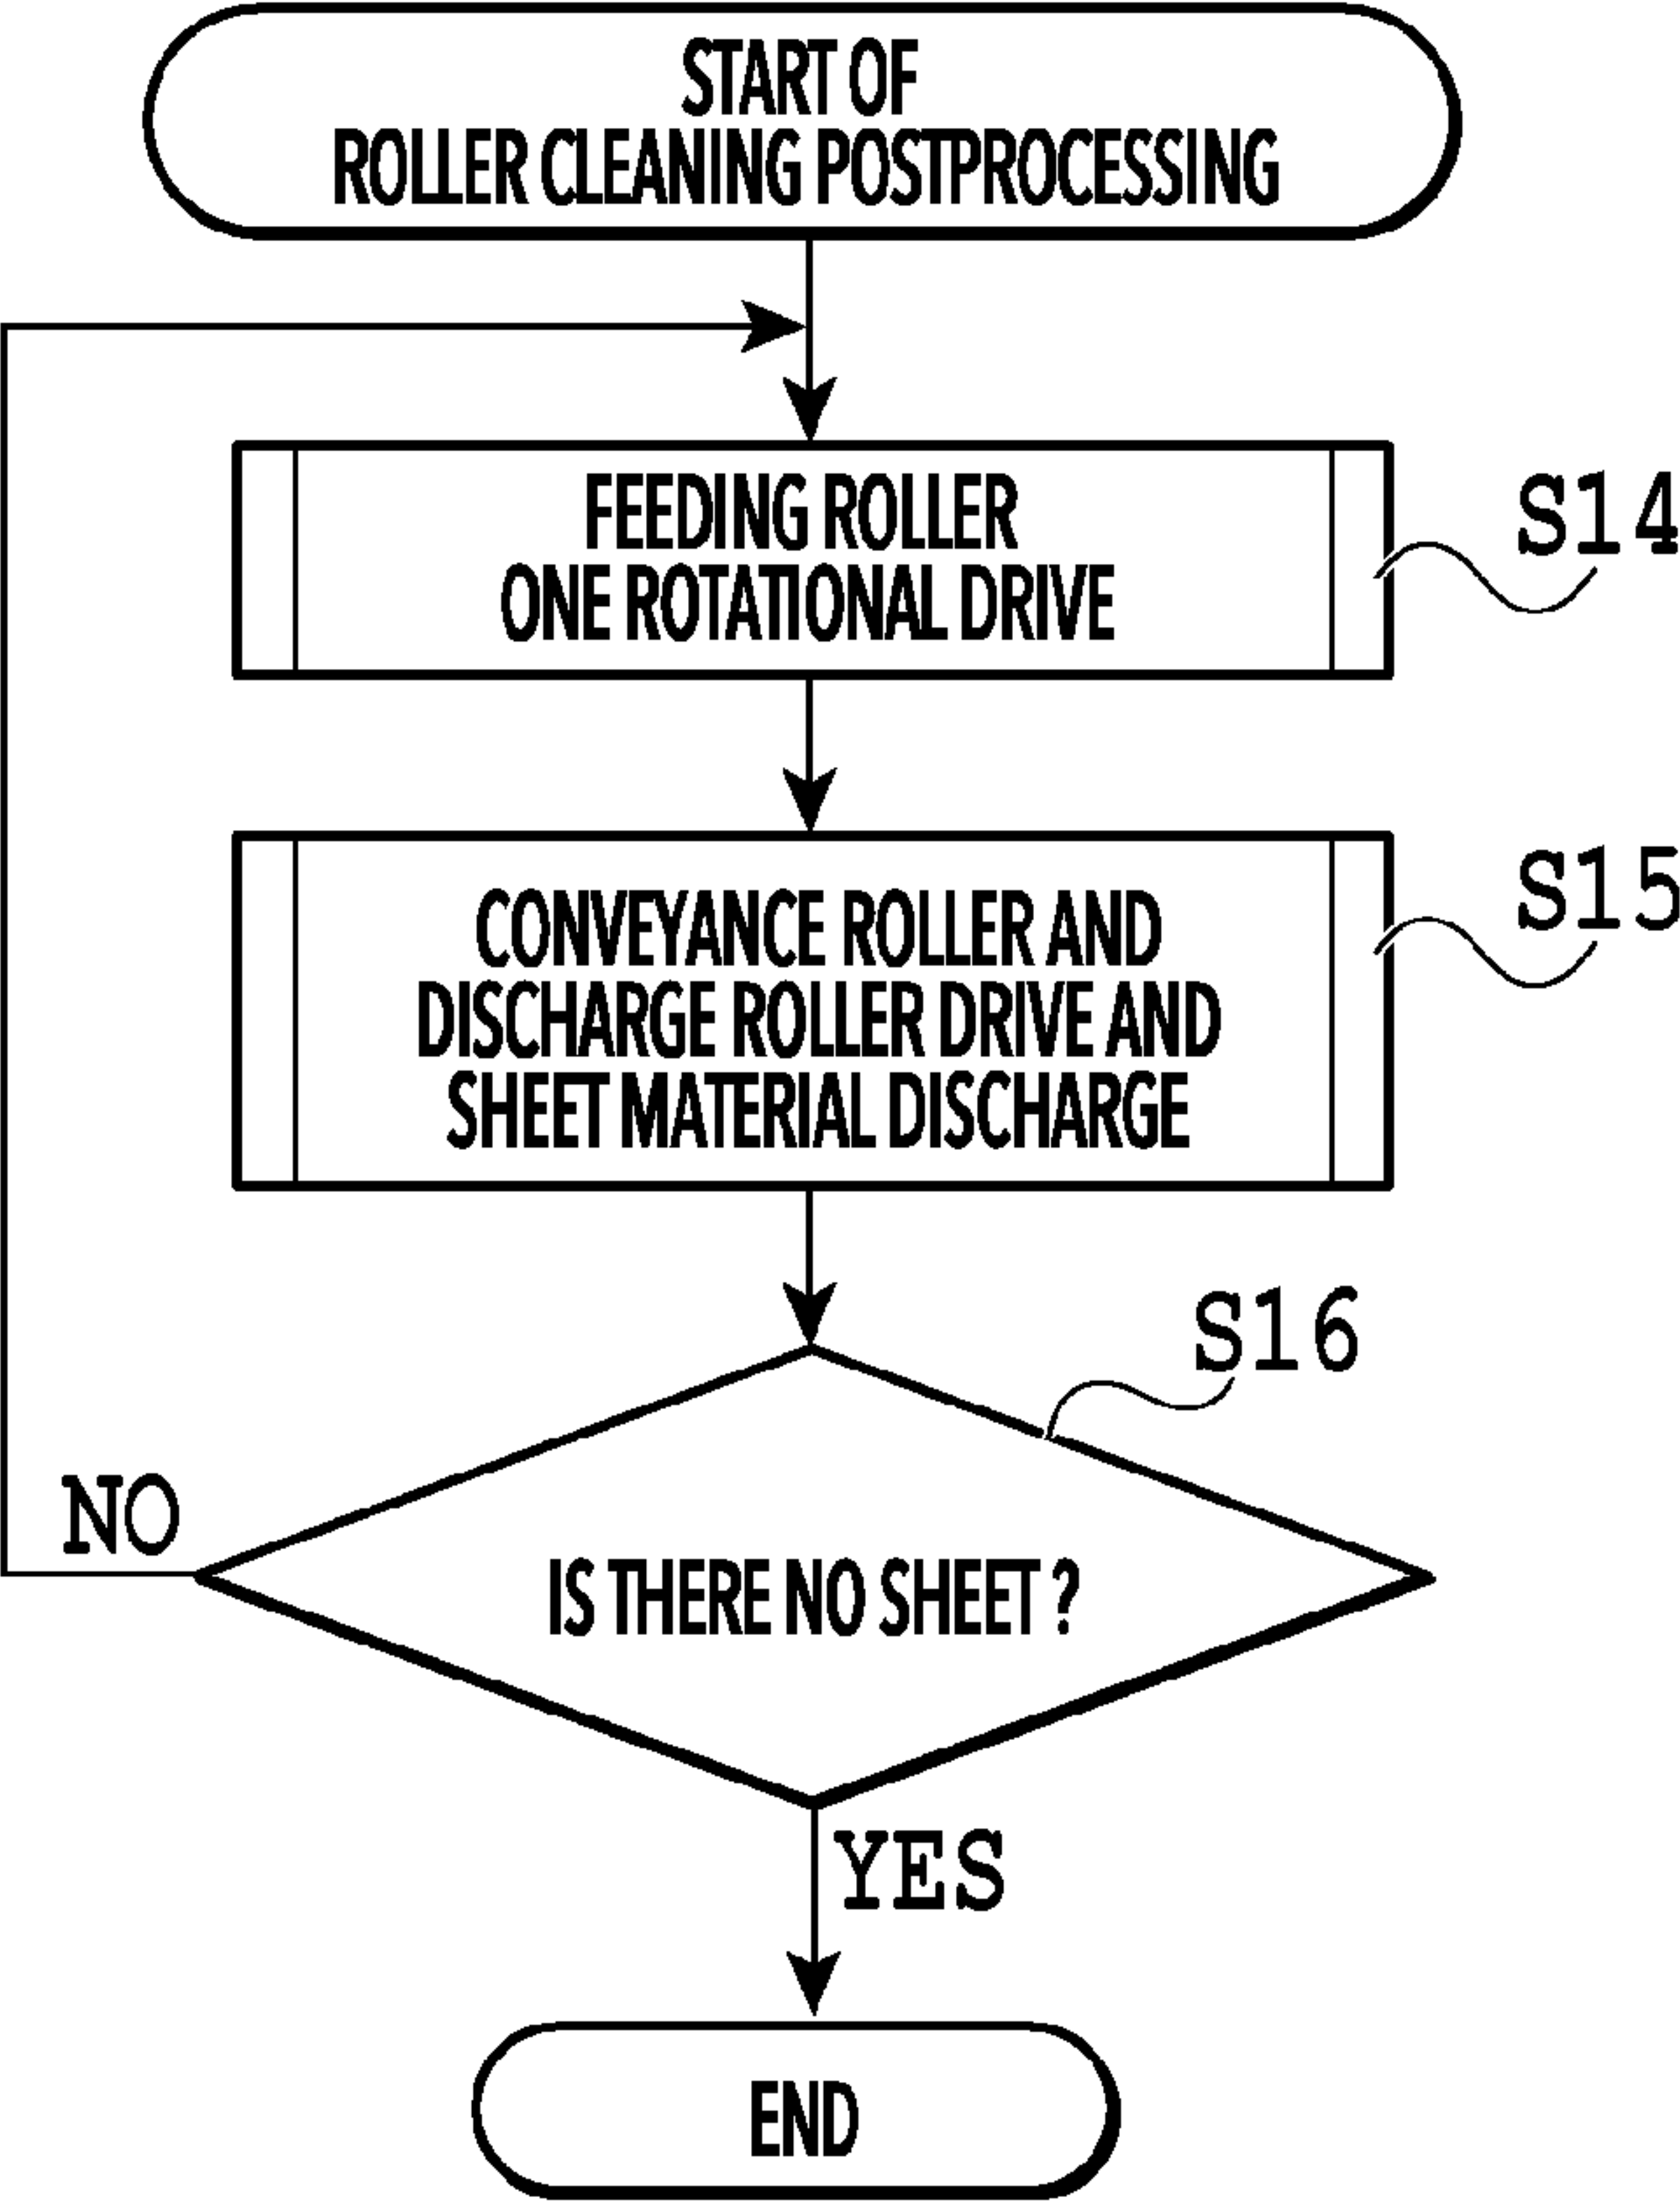 START OF
ROLLER CLEANING POSTPROCESSING
FEEDING ROLLER
ONE ROTATIONAL DRIVE
S14
CONVEYANCE ROLLER AND
DISCHARGE ROLLER DRIVE AND
SHEET MATERIAL DISCHARGE
S15
S16
NO
IS THERE NO SHEET ?
YES
END